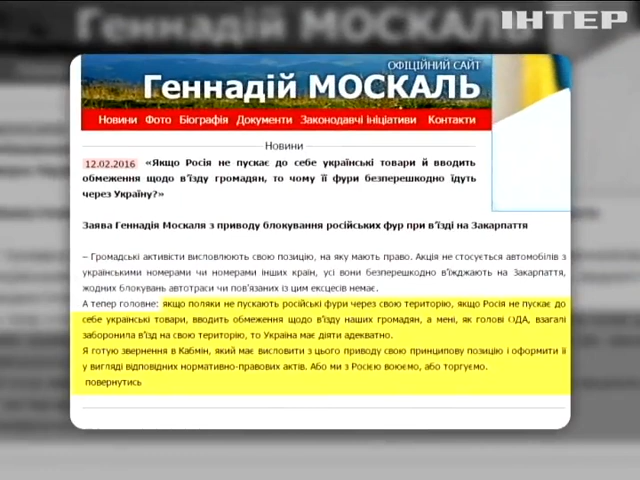 ІНТЕР
ОФІЦІЙНИЙ САЙТ
Геннадій МОСКАЛЬ
Новини Фото Біографія Документи Законодавчі ініціативи Контакти
Новини
12.02.2016 «Якщо Росія не пускає до себе українські товари й вводить
обмеження щодо в’їзду громадян, то чому її фури безперешкодно їдуть
через Україну?»
Заява Геннадія Москаля з приводу блокування російських фур при в’їзді на Закарпаття
– Громадські активісти висловлюють свою позицію, на яку мають право. Акція не стосується автомобілів з
українськими номерами чи номерами інших країн, усі вони безперешкодно в’їжджають на Закарпаття,
жодних блокувань автотраси чи пов’язаних із цим ексцесів немає.
А тепер головне: якщо поляки не пускають російські фури через свою територію, якщо Росія не пускає до
себе українські товари, вводить обмеження щодо в’їзду наших громадян, а мені, як голові ОДА, взагалі
заборонила в’їзд на свою територію, то Україна має діяти адекватно.
Я готую звернення в Кабмін, який має висловити з цього приводу свою принципову позицію і оформити її
у вигляді відповідних нормативно-правових актів. Або ми з Росією воюємо, або торгуємо.
повернутись